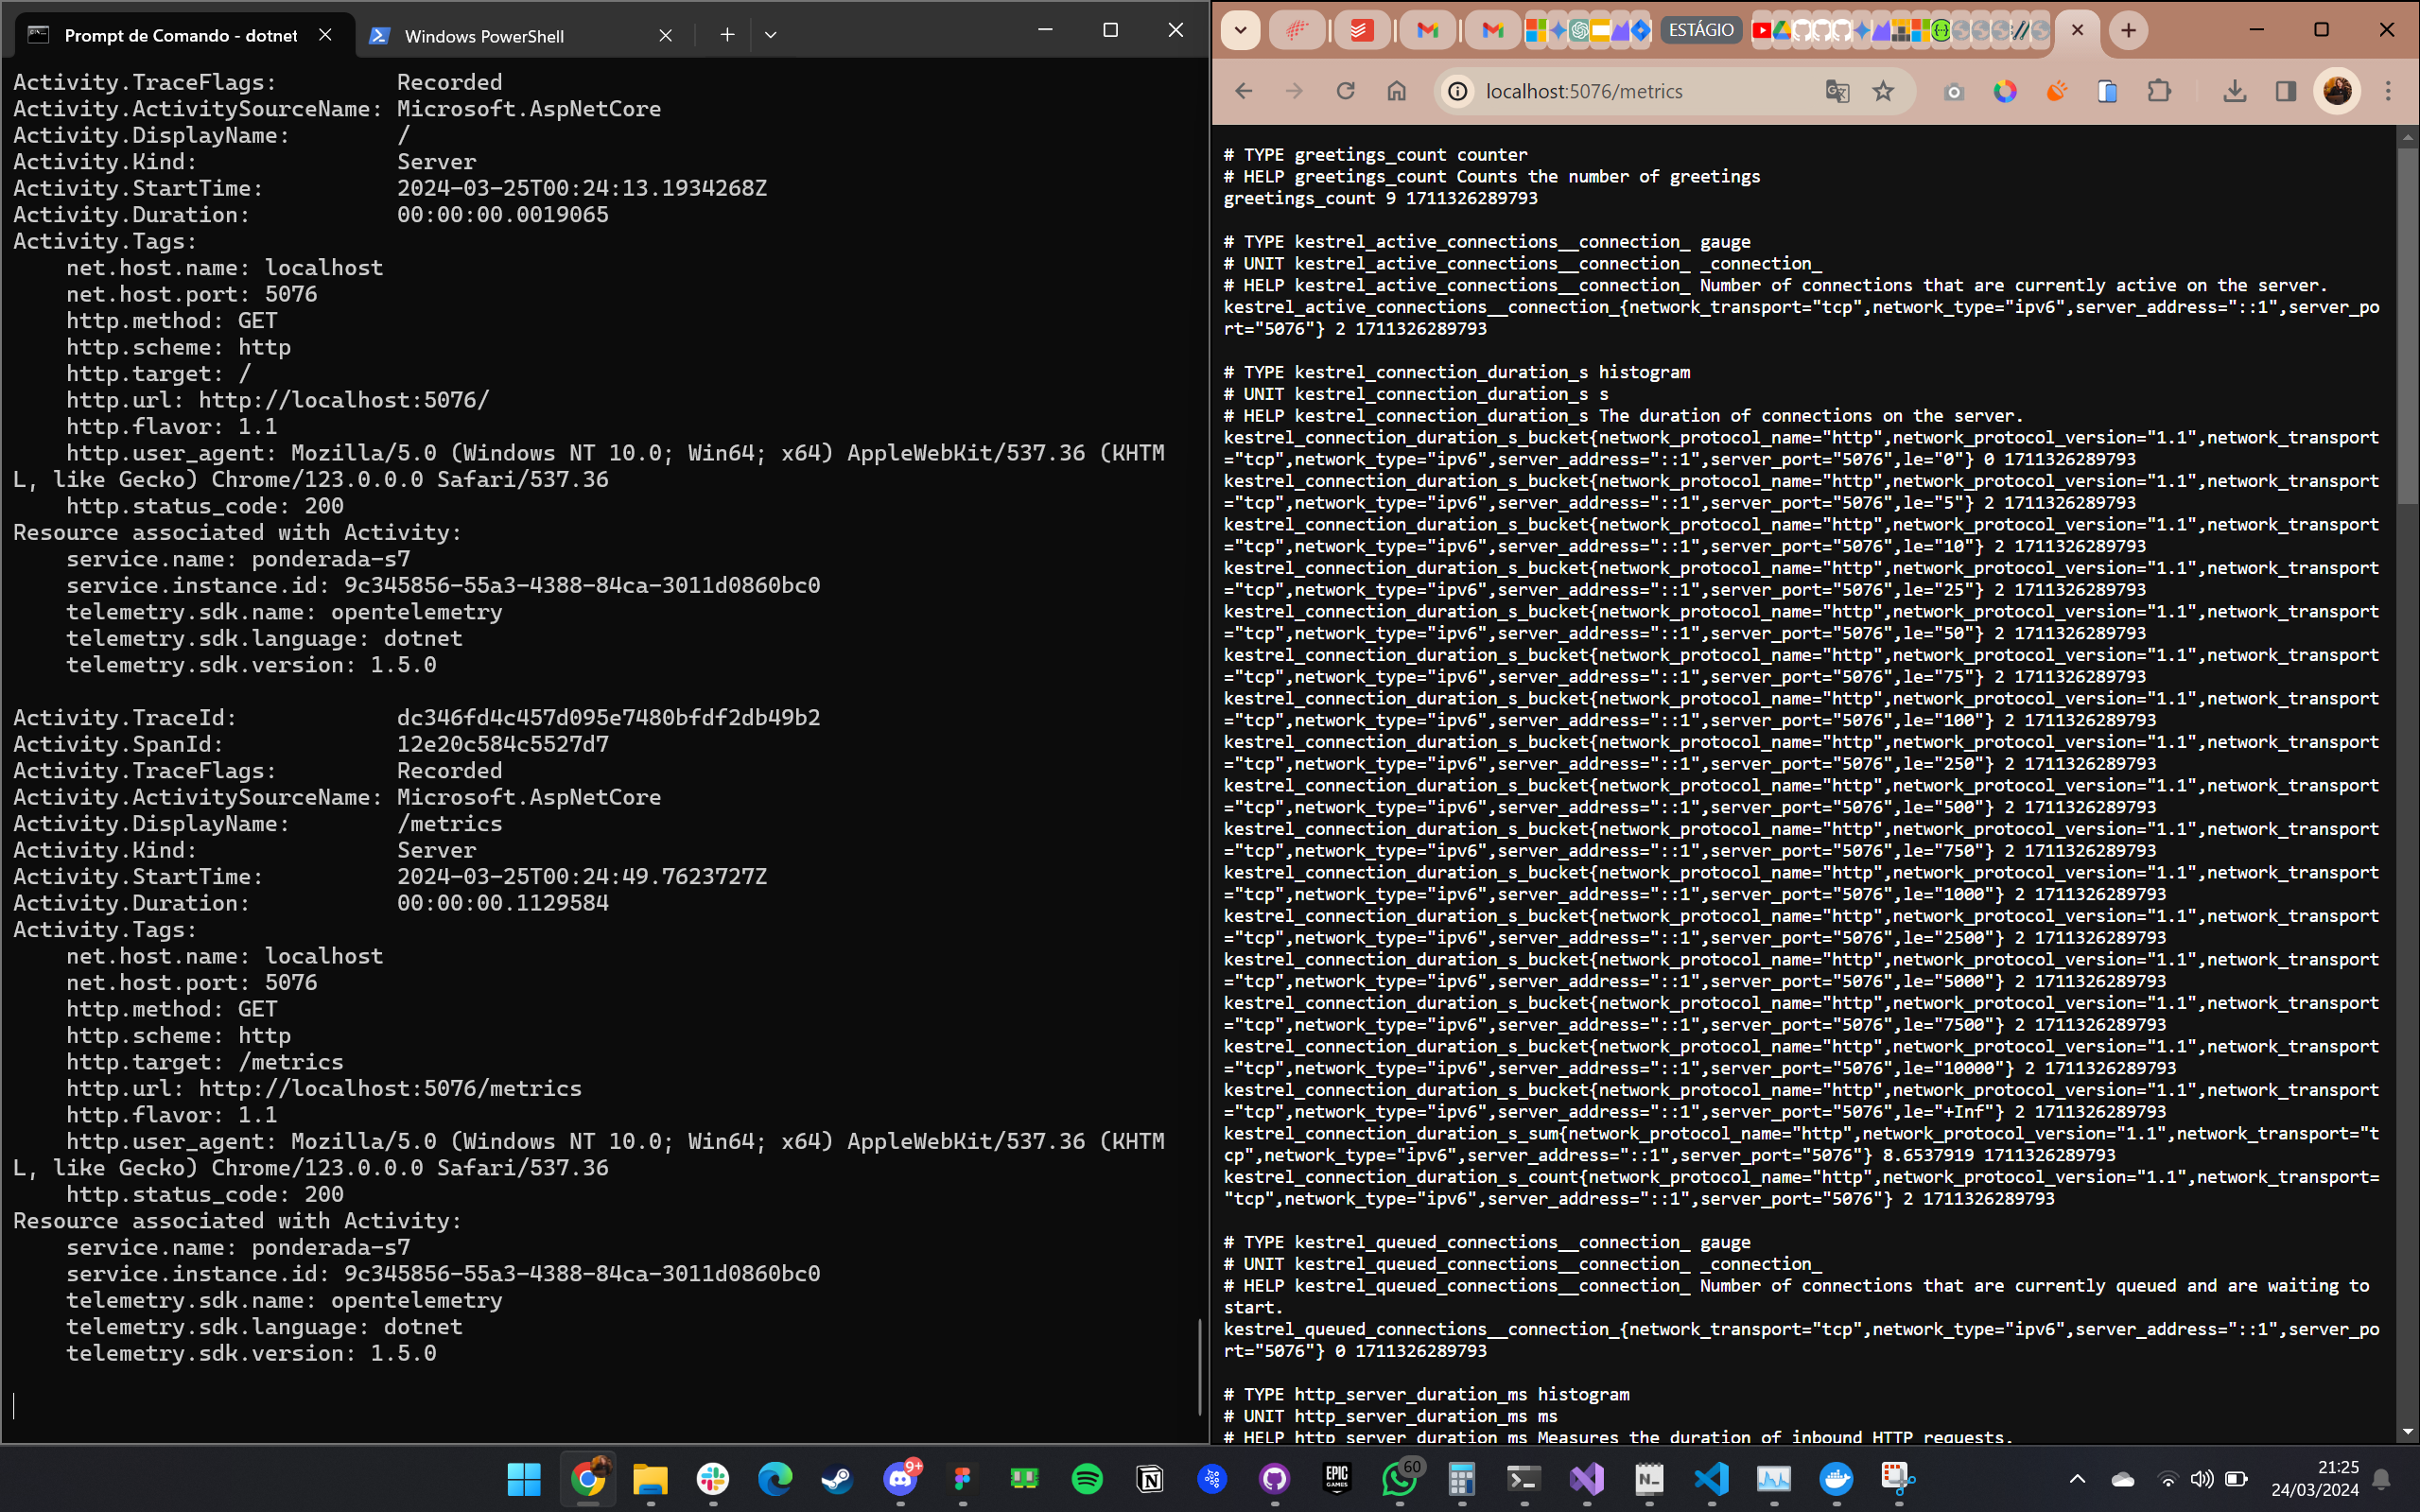 Prompt de Comando - dotnet
Windows PowerShell
Activity.TraceFlags: Recorded
Activity.ActivitySourceName: Microsoft.AspNetCore
Activity.DisplayName: /
Activity.Kind: Server
Activity.StartTime: 2024-03-25T00:24:13.1934268Z
Activity.Duration: 00:00:00.0019065
Activity.Tags:
net.host.name: localhost
net.host.port: 5076
http.method: GET
http.scheme: http
http.target: /
http.url: http://localhost:5076/
http.flavor: 1.1
http.user_agent: Mozilla/5.0 (Windows NT 10.0; Win64; x64) AppleWebKit/537.36 (KHTM
L, like Gecko) Chrome/123.0.0.0 Safari/537.36
http.status_code: 200
Resource associated with Activity:
service.name: ponderada-s7
service.instance.id: 9c345856-55a3-4388-84ca-3011d0860bc0
telemetry.sdk.name: opentelemetry
telemetry.sdk.language: dotnet
telemetry.sdk.version: 1.5.0
Activity.TraceId: dc346fd4c457d095e7480bfdf2db49b2
Activity.SpanId: 12e20c584c5527d7
Activity.TraceFlags: Recorded
Activity.ActivitySourceName: Microsoft.AspNetCore
Activity.DisplayName: /metrics
Activity.Kind: Server
Activity.StartTime: 2024-03-25T00:24:49.7623727Z
Activity.Duration: 00:00:00.1129584
Activity.Tags:
net.host.name: localhost
net.host.port: 5076
http.method: GET
http.scheme: http
http.target: /metrics
http.url: http://localhost:5076/metrics
http.flavor: 1.1
http.user_agent: Mozilla/5.0 (Windows NT 10.0; Win64; x64) AppleWebKit/537.36 (KHTM
L, like Gecko) Chrome/123.0.0.0 Safari/537.36
http.status_code: 200
Resource associated with Activity:
service.name: ponderada-s7
service.instance.id: 9c345856-55a3-4388-84ca-3011d0860bc0
telemetry.sdk.name: opentelemetry
telemetry.sdk.language: dotnet
telemetry.sdk.version: 1.5.0
ESTÁGIO
localhost:5076/metrics
# TYPE greetings_count counter
# HELP greetings_count Counts the number of greetings
greetings_count 9 1711326289793
# TYPE kestrel_active_connections__connection_ gauge
# UNIT kestrel_active_connections__connection_ _connection_
# HELP kestrel_active_connections__connection_ Number of connections that are currently active on the server.
kestrel_active_connections__connection_{network_transport="tcp",network_type="ipv6",server_address="::1",server_po
rt="5076"} 2 1711326289793
# TYPE kestrel_connection_duration_s histogram
# UNIT kestrel_connection_duration_s s
# HELP kestrel_connection_duration_s The duration of connections on the server.
kestrel_connection_duration_s_bucket{network_protocol_name="http",network_protocol_version="1.1",network_transport
="tcp",network_type="ipv6",server_address="::1",server_port="5076",le="0"} 0 1711326289793
kestrel_connection_duration_s_bucket{network_protocol_name="http",network_protocol_version="1.1",network_transport
="tcp",network_type="ipv6",server_address="::1",server_port="5076",le="5"} 2 1711326289793
kestrel_connection_duration_s_bucket{network_protocol_name="http",network_protocol_version="1.1",network_transport
="tcp",network_type="ipv6",server_address="::1",server_port="5076",le="10"} 2 1711326289793
kestrel_connection_duration_s_bucket{network_protocol_name="http",network_protocol_version="1.1",network_transport
="tcp",network_type="ipv6",server_address="::1",server_port="5076",le="25"} 2 1711326289793
kestrel_connection_duration_s_bucket{network_protocol_name="http",network_protocol_version="1.1",network_transport
="tcp",network_type="ipv6",server_address="::1",server_port="5076",le="50"} 2 1711326289793
kestrel_connection_duration_s_bucket{network_protocol_name="http",network_protocol_version="1.1",network_transport
="tcp",network_type="ipv6",server_address="::1",server_port="5076",le="75"} 2 1711326289793
kestrel_connection_duration_s_bucket{network_protocol_name="http",network_protocol_version="1.1",network_transport
="tcp",network_type="ipv6",server_address="::1",server_port="5076",le="100"} 2 1711326289793
kestrel_connection_duration_s_bucket{network_protocol_name="http",network_protocol_version="1.1",network_transport
="tcp",network_type="ipv6",server_address="::1",server_port="5076",le="250"} 2 1711326289793
kestrel_connection_duration_s_bucket{network_protocol_name="http",network_protocol_version="1.1",network_transport
="tcp",network_type="ipv6",server_address="::1",server_port="5076",le="500"} 2 1711326289793
kestrel_connection_duration_s_bucket{network_protocol_name="http",network_protocol_version="1.1",network_transport
="tcp",network_type="ipv6",server_address="::1",server_port="5076",le="750"} 2 1711326289793
kestrel_connection_duration_s_bucket{network_protocol_name="http",network_protocol_version="1.1",network_transport
="tcp",network_type="ipv6",server_address="::1",server_port="5076",le="1000"} 2 1711326289793
kestrel_connection_duration_s_bucket{network_protocol_name="http",network_protocol_version="1.1",network_transport
="tcp",network_type="ipv6",server_address="::1",server_port="5076",le="2500"} 2 1711326289793
kestrel_connection_duration_s_bucket{network_protocol_name="http",network_protocol_version="1.1",network_transport
="tcp",network_type="ipv6",server_address="::1",server_port="5076",le="5000"} 2 1711326289793
kestrel_connection_duration_s_bucket{network_protocol_name="http",network_protocol_version="1.1",network_transport
="tcp",network_type="ipv6",server_address="::1",server_port="5076",le="7500"} 2 1711326289793
kestrel_connection_duration_s_bucket{network_protocol_name="http",network_protocol_version="1.1",network_transport
="tcp",network_type="ipv6",server_address="::1",server_port="5076",le="10000"} 2 1711326289793
kestrel_connection_duration_s_bucket{network_protocol_name="http",network_protocol_version="1.1",network_transport
="tcp",network_type="ipv6",server_address="::1",server_port="5076",le="+Inf"} 2 1711326289793
kestrel_connection_duration_s_sum{network_protocol_name="http",network_protocol_version="1.1",network_transport="t
cp",network_type="ipv6",server_address="::1",server_port="5076"} 8.6537919 1711326289793
kestrel_connection_duration_s_count{network_protocol_name="http",network_protocol_version="1.1",network_transport=
"tcp",network_type="ipv6",server_address="::1",server_port="5076"} 2 1711326289793
# TYPE kestrel_queued_connections__connection_ gauge
# UNIT kestrel_queued_connections__connection_ _connection_
# HELP kestrel_queued_connections__connection_ Number of connections that are currently queued and are waiting to
start.
kestrel_queued_connections__connection_{network_transport="tcp",network_type="ipv6",server_address="::1",server_po
rt="5076"} 0 1711326289793
# TYPE http_server_duration_ms histogram
# UNIT http_server_duration_ms ms
# HELP http_server_duration_ms Measures the duration of inbound HTTP requests.
9+
EPIC
GAMES
60
21:25
24/03/2024